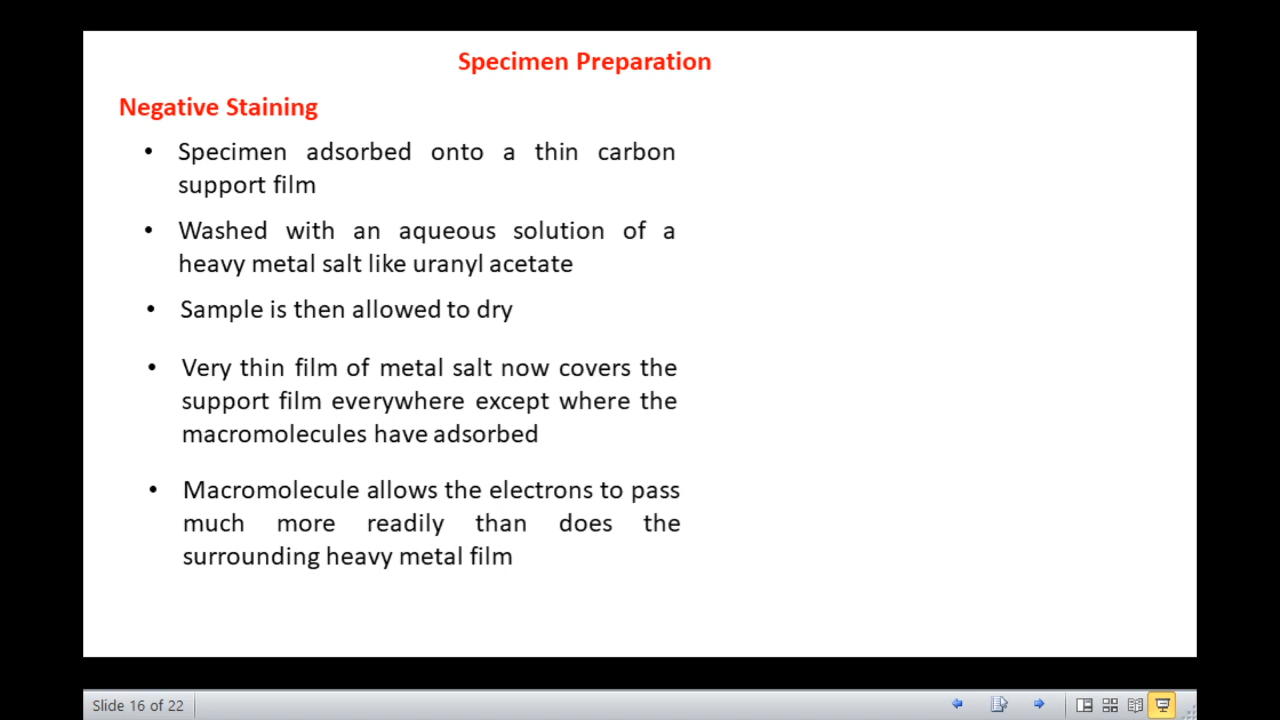 Specimen Preparation
Negative Staining
• Specimen adsorbed onto a thin carbon
support film
• Washed with an aqueous solution of a
heavy metal salt like uranyl acetate
• Sample is then allowed to dry
• Very thin film of metal salt now covers the
support film everywhere except where the
macromolecules have adsorbed
• Macromolecule allows the electrons to pass
much more readily than does the
surrounding heavy metal film
Slide 16 of 22